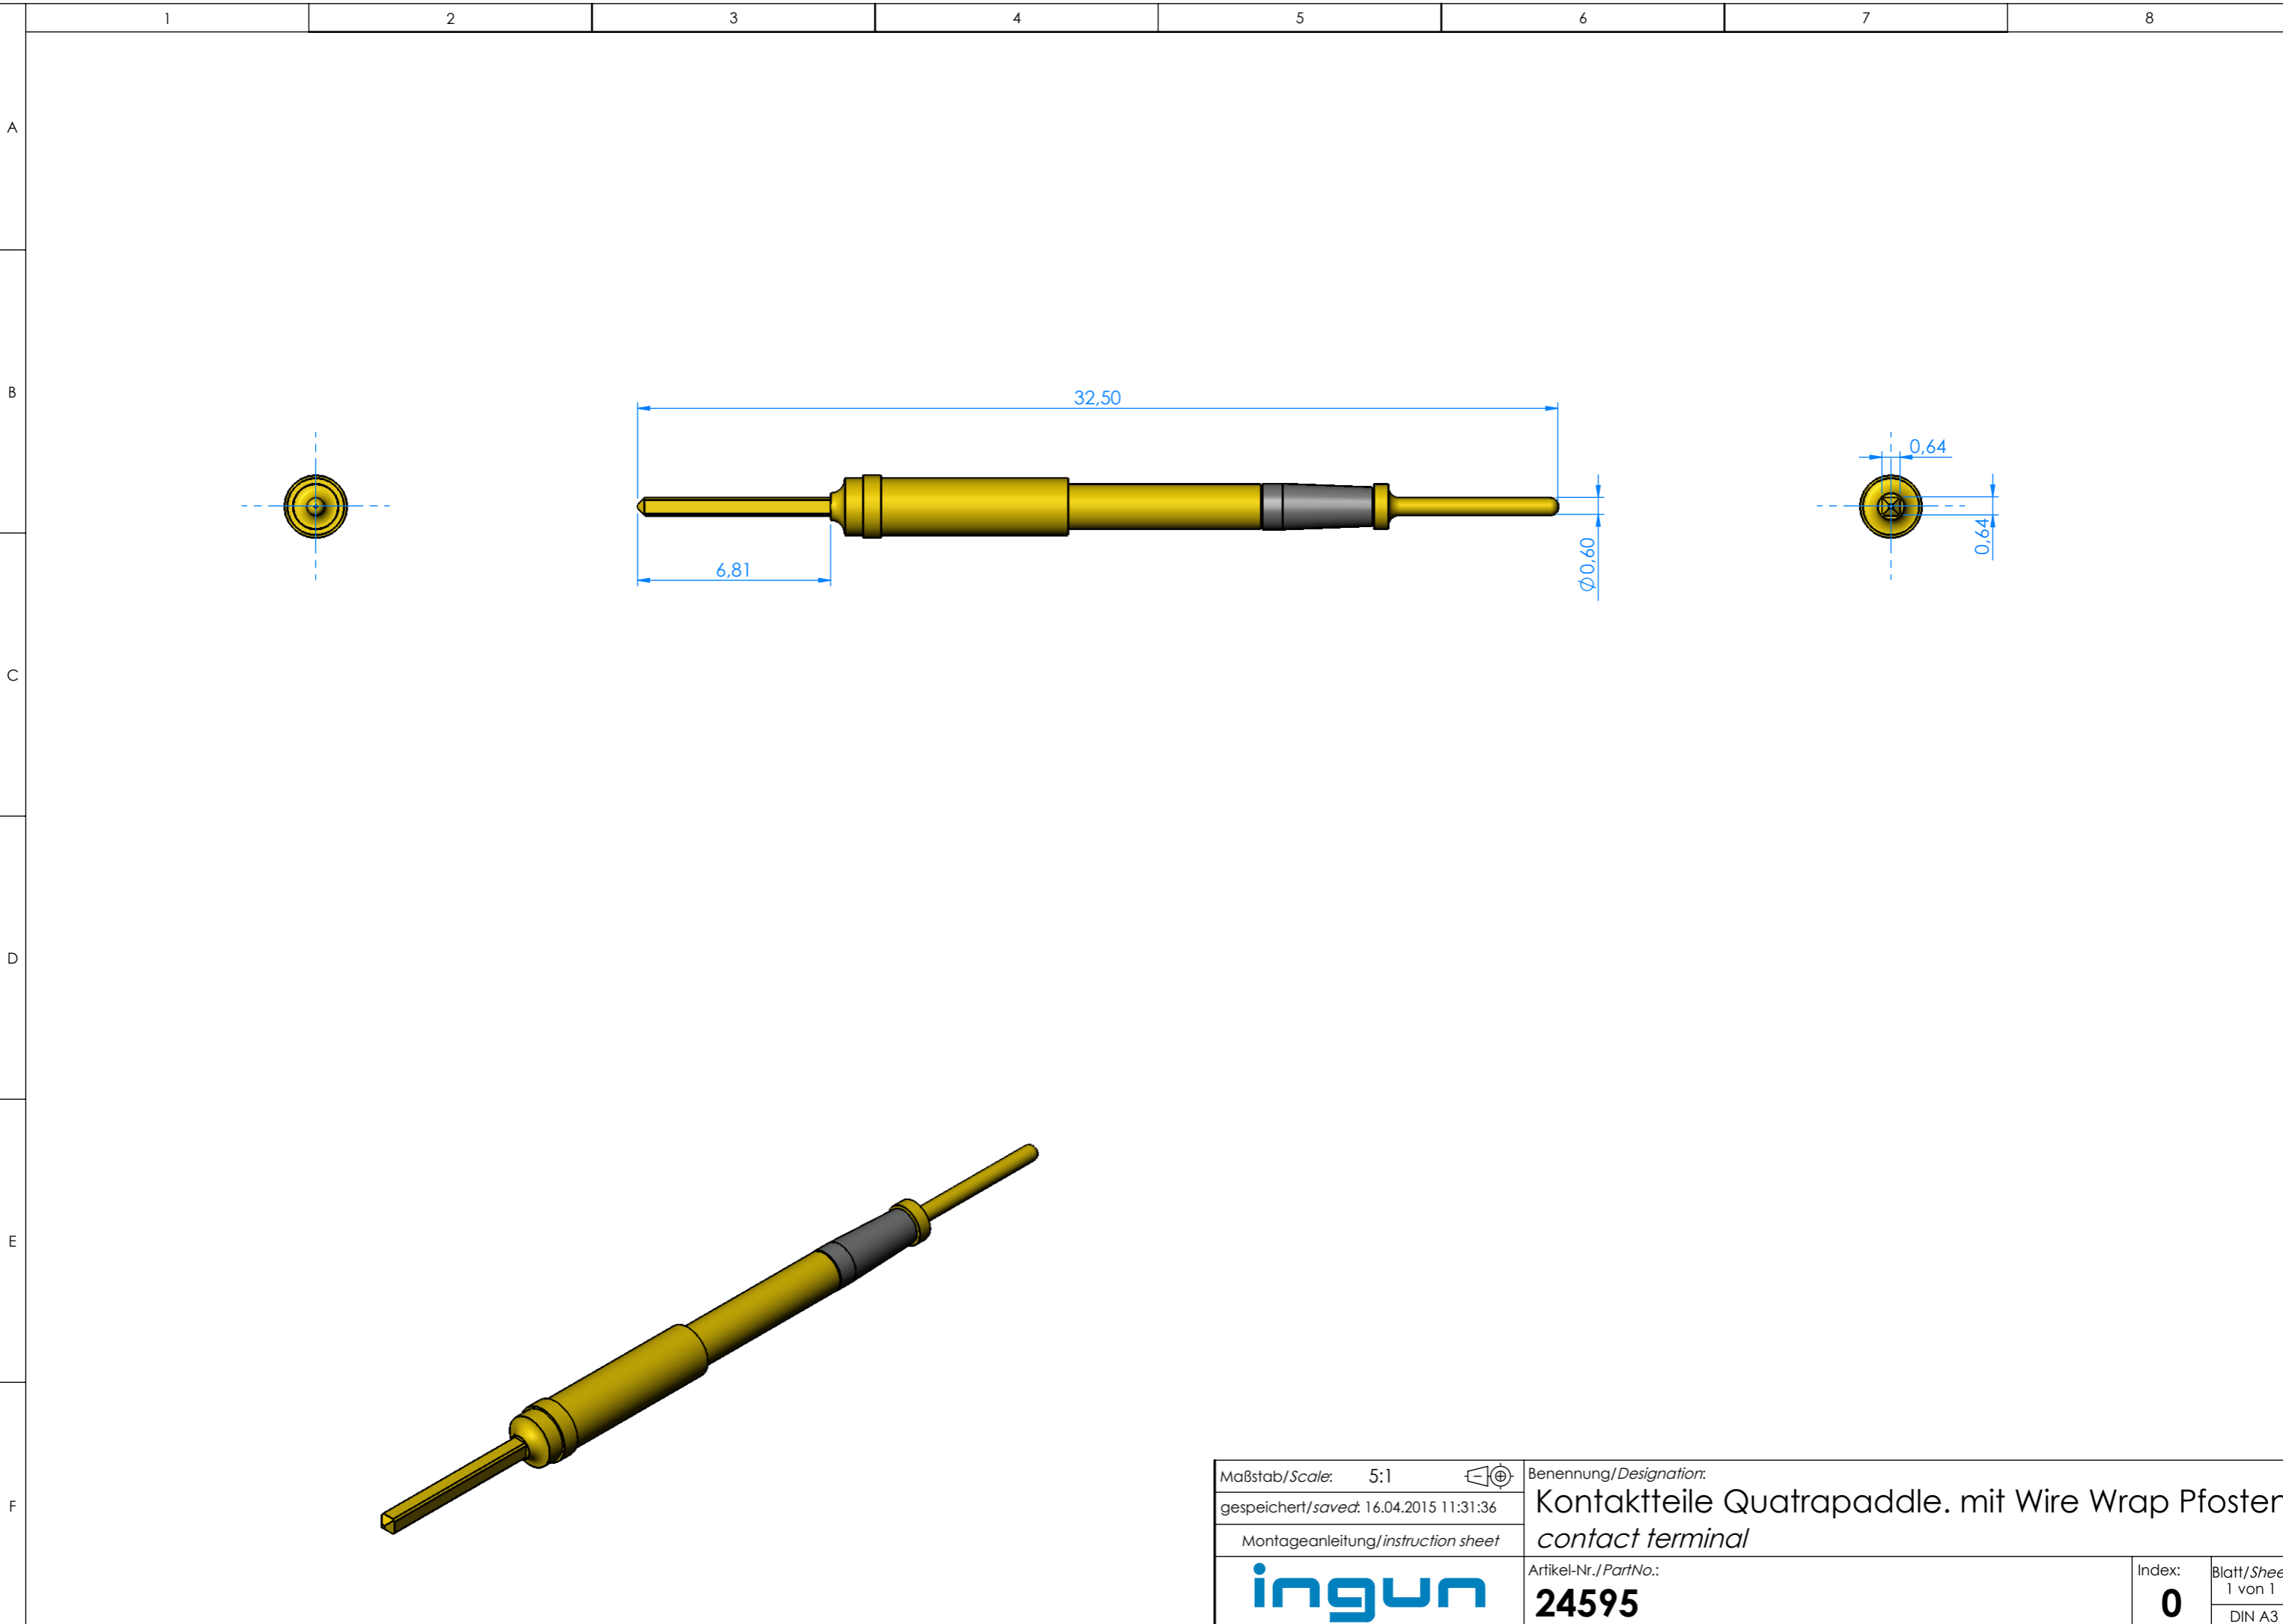 1 2 3 4 5 6 7 8
A
B
C
D
E
F
32,50
6,81
Ø0,60
0,64
0,64
Maßstab/Scale: 5:1
gespeichert/saved: 16.04.2015 11:31:36
Montageanleitung/instruction sheet
ingun
Benennung/Designation:
Kontaktteile Quatrapaddle. mit Wire Wrap Pfosten
contact terminal
Artikel-Nr./PartNo.:
24595
Index:
0
Blatt/Shee
1 von 1
DIN A3